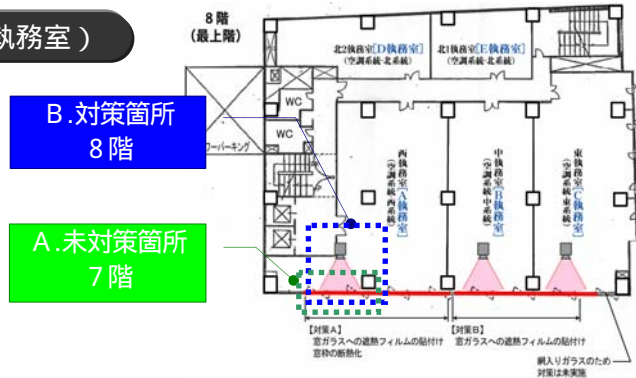 執務室）
8階
（最上階）
北2執務室[D執務室]
（空調系統-北系統）
北1執務室[E執務室]
（空調系統-北系統）
B.対策箇所
8階
WC
WC
ワーパーキング
西執務室[A執務室]
（空調系統-西系統）
中執務室[B執務室]
（空調系統-中系統）
東執務室[C執務室]
（空調系統-東系統）
A.未対策箇所
7階
【対策A】
窓ガラスへの遮熱フィルムの貼付け
窓枠の断熱化
【対策B】
窓ガラスへの遮熱フィルムの貼付け
網入りガラスのため
対策は未実施